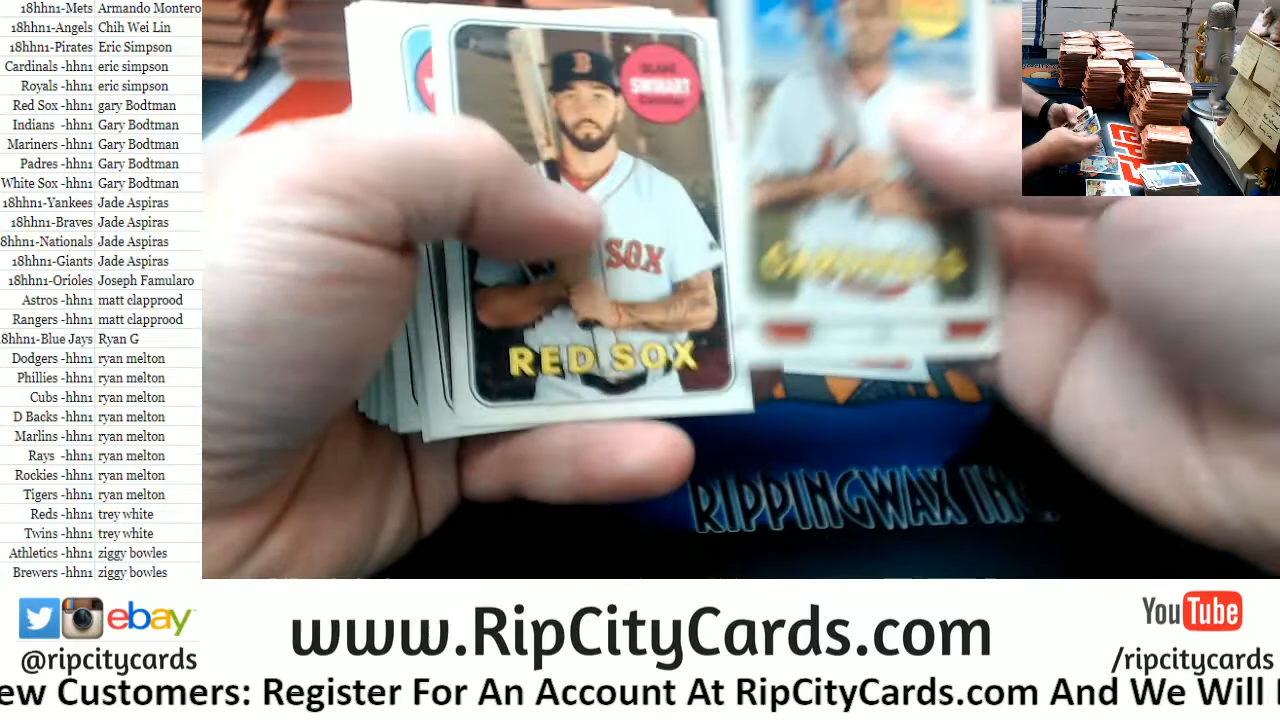 18hhn1-Mets Armando Montero
18hhn1-Angels Chih Wei Lin
18hhn1-Pirates Eric Simpson
Cardinals -hhn1 eric simpson
Royals -hhn1 eric simpson
Red Sox -hhn1 gary Bodtman
Indians -hhn1 Gary Bodtman
Mariners -hhn1 Gary Bodtman
Padres -hhn1 Gary Bodtman
White Sox -hhn1 Gary Bodtman
18hhn1-Yankees Jade Aspiras
18hhn1-Braves Jade Aspiras
8hhn1-Nationals Jade Aspiras
18hhn1-Giants Jade Aspiras
18hhn1-Orioles Joseph Famularo
Astros -hhn1 matt clapprood
Rangers -hhn1 matt clapprood
8hhn1-Blue Jays Ryan G
Dodgers -hhn1 ryan melton
Phillies -hhn1 ryan melton
Cubs -hhn1 ryan melton
D Backs -hhn1 ryan melton
Marlins -hhn1 ryan melton
Rays -hhn1 ryan melton
Rockies -hhn1 ryan melton
Tigers -hhn1 ryan melton
Reds -hhn1 trey white
Twins -hhn1 trey white
Athletics -hhn1 ziggy bowles
Brewers -hhn1 ziggy bowles
BLAKE
SWIHART
SOX
RED SOX
RIPPINGWAX INC
ebay
@ripcitycards
www.RipCityCards.com
YouTube
/ripcitycards
ew Customers: Register For An Account At RipCityCards.com And We Will